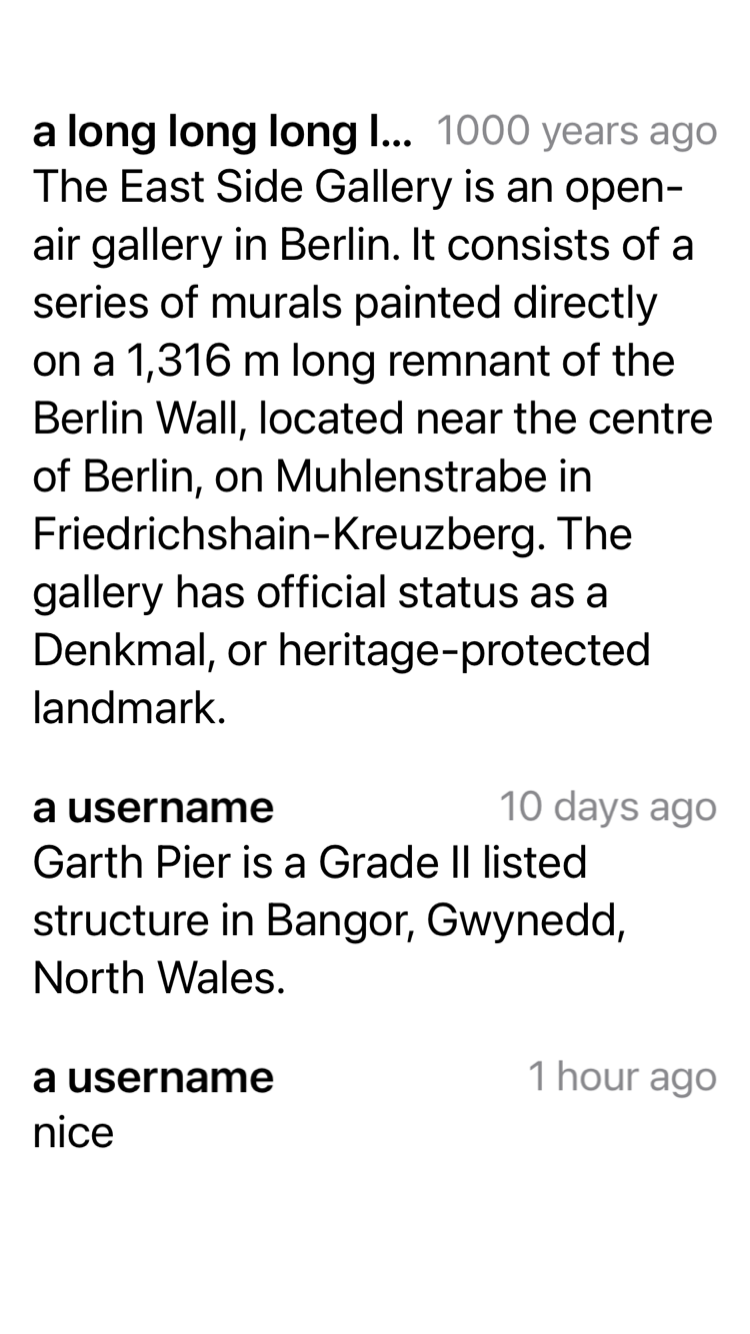 a long long long l... 1000 years ago
The East Side Gallery is an open-
air gallery in Berlin. It consists of a
series of murals painted directly
on a 1,316 m long remnant of the
Berlin Wall, located near the centre
of Berlin, on Muhlenstrabe in
Friedrichshain-Kreuzberg. The
gallery has official status as a
Denkmal, or heritage-protected
landmark.
a username 10 days ago
Garth Pier is a Grade II listed
structure in Bangor, Gwynedd,
North Wales.
a username 1 hour ago
nice